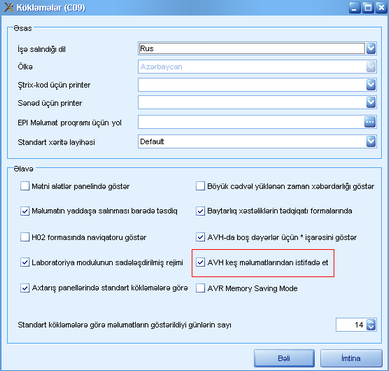 Kökləmələr (C09)
Əsas
İşə salındığı dil
Rus
Ölkə
Azərbaycan
Ştrix-kod üçün printer
Sənəd üçün printer
EPI Məlumat proqramı üçün yol
Standart xəritə layihəsi
Default
Əlavə
Mətni alətlər panelində göstər
Böyük cədvəl yüklənən zaman xəbərdarlığı göstər
Məlumatın yaddaşa salınması barədə təsdiq
Baytarlıq xəstəliklərin tədqiqatı formalarında
H02 formasında naviqatoru göstər
AVH-da boş dəyərlər üçün * işarəsini göstər
Laboratoriya modulunun sadələşdirilmiş rejimi
AVH keş məlumatlarından istifadə et
Axtarış panellərində standart kökləmələrə görə
AVR Memory Saving Mode
Standart kökləmələrə görə məlumatların göstərildiyi günlərin sayı
14
Bəli
İmtina